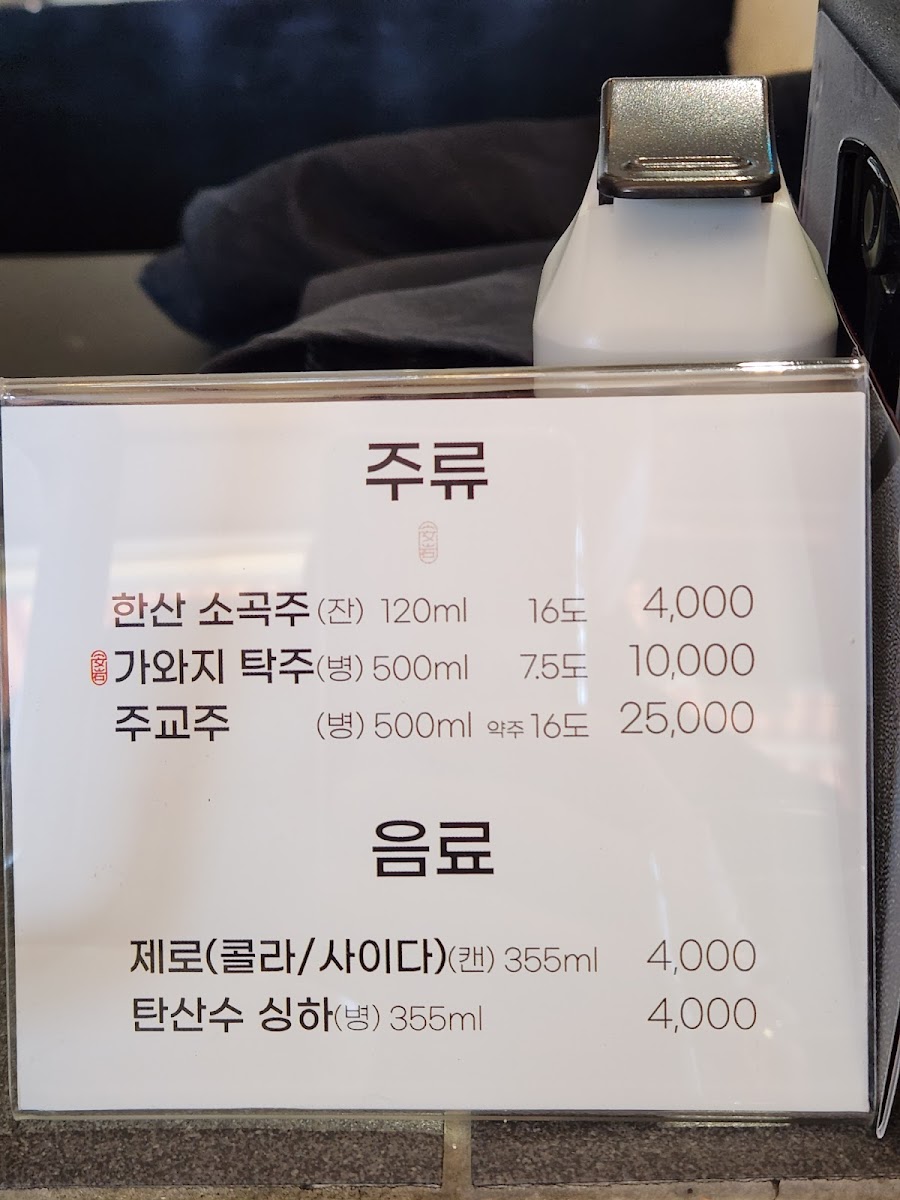 주류
한산 소곡주 (잔) 120ml 16도 4,000
가와지 탁주(병) 500ml 7.5도 10,000
주교주 (병) 500ml 약주 16도 25,000
음료
제로(콜라/사이다)(캔) 355ml 4,000
탄산수 싱하(병) 355ml 4,000